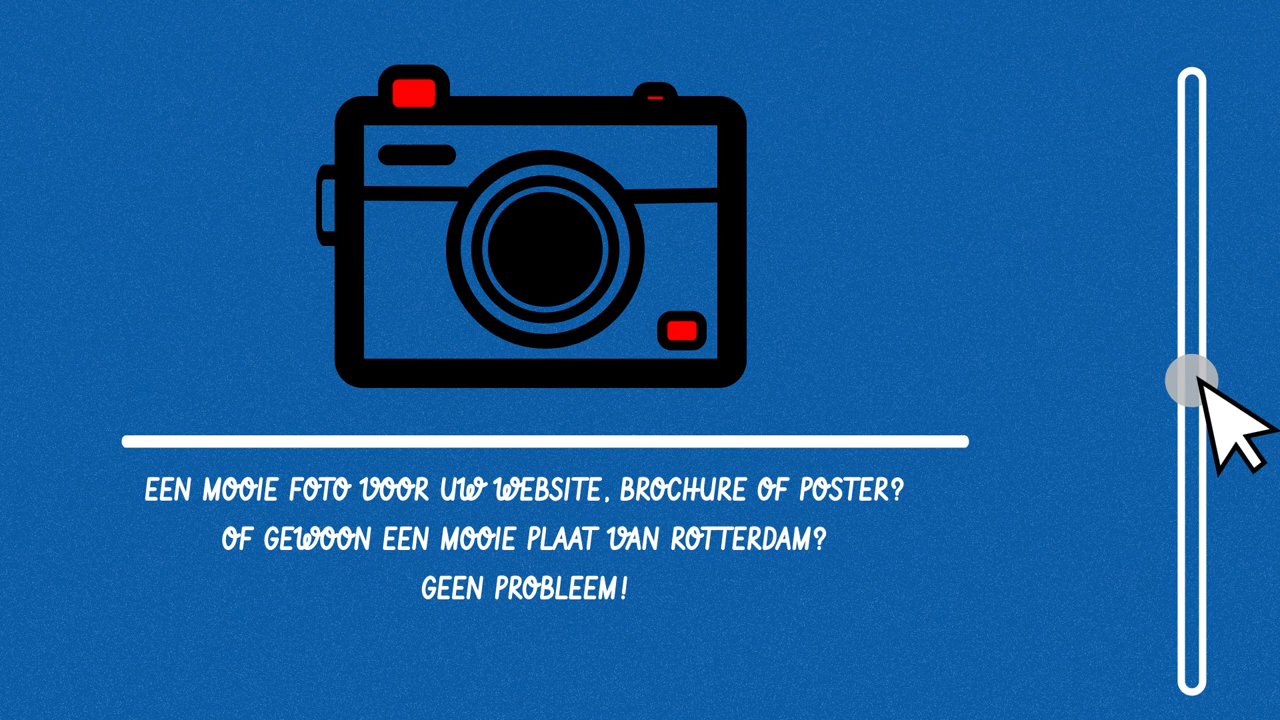 EEN MOOIE FOTO VOOR UW WEBSITE, BROCHURE OF POSTER?
OF GEWOON EEN MOOIE PLAAT VAN ROTTERDAM?
GEEN PROBLEEM!